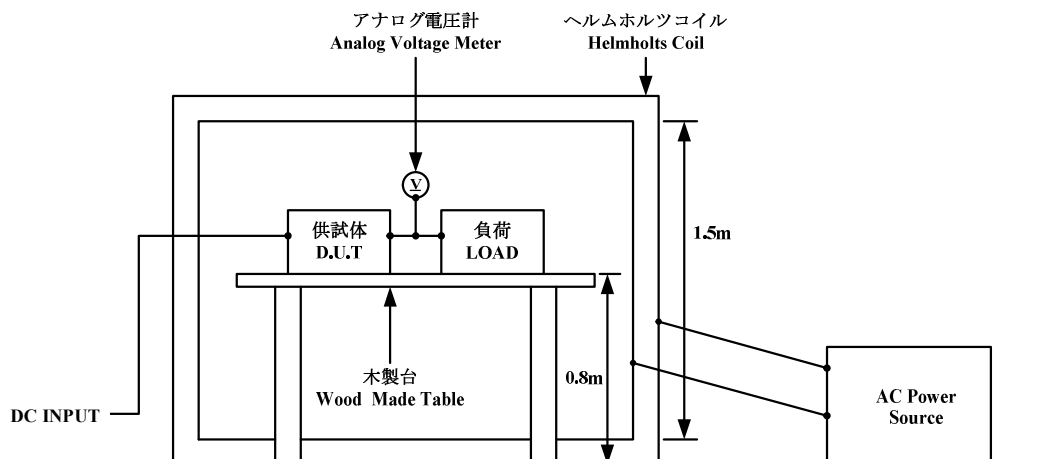 アナログ電圧計
Analog Voltage Meter
ヘルムホルツコイル
Helmholts Coil
V
供試体
D.U.T
負荷
LOAD
1.5m
木製台
Wood Made Table
0.8m
DC INPUT
AC Power
Source